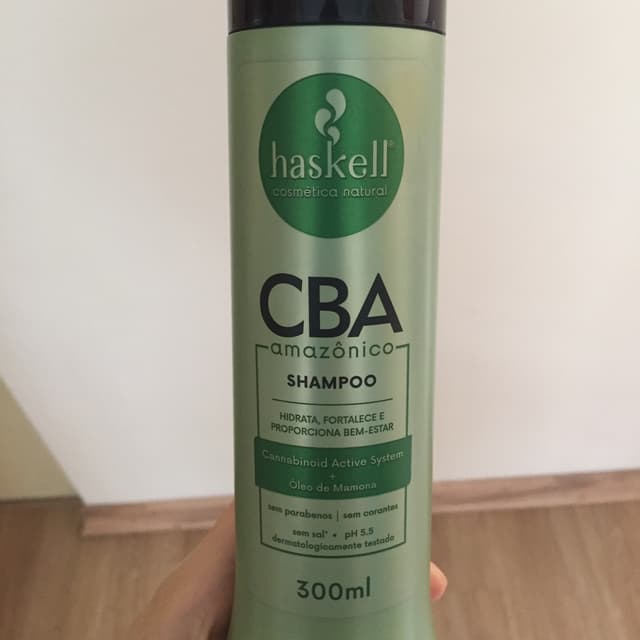 haskell®
cosmética natural
CBA
amazônico
SHAMPOO
HIDRATA, FORTALECE E
PROPORCIONA BEM-ESTAR
Cannabinoid Active System
+
Óleo de Mamona
sem parabenos | sem corantes
sem sal* • pH 5.5
dermatologicamente testado
300ml